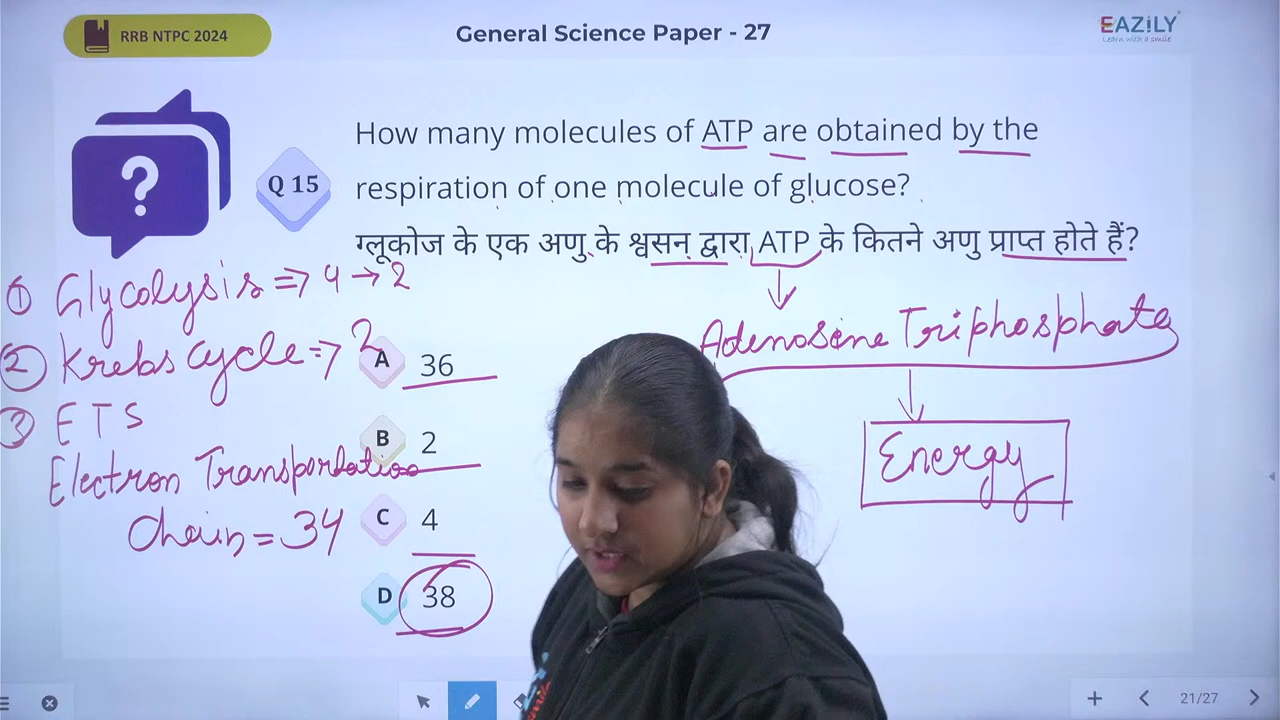 RRB NTPC 2024
General Science Paper - 27
EAZILY
Learn with a smile
Q 15
How many molecules of ATP are obtained by the
respiration of one molecule of glucose?
ग्लूकोज के एक अणु के श्वसन द्वारा ATP के कितने अणु प्राप्त होते हैं?
① Glycolysis => 4 → 2
② Krebs Cycle => 2
③ ETS
Electron Transportation
Chain = 34
A 36
B 2
C 4
D 38
Adenosine Triphosphate
Energy
21/27